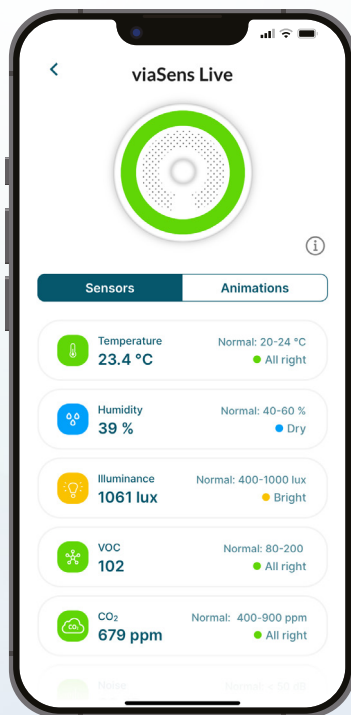 viaSens Live
Sensors Animations
Temperature Normal: 20-24 °C
23.4 °C All right
Humidity Normal: 40-60 %
39 % Dry
Illuminance Normal: 400-1000 lux
1061 lux Bright
VOC Normal: 80-200
102 All right
CO₂ Normal: 400-900 ppm
679 ppm All right
Noise